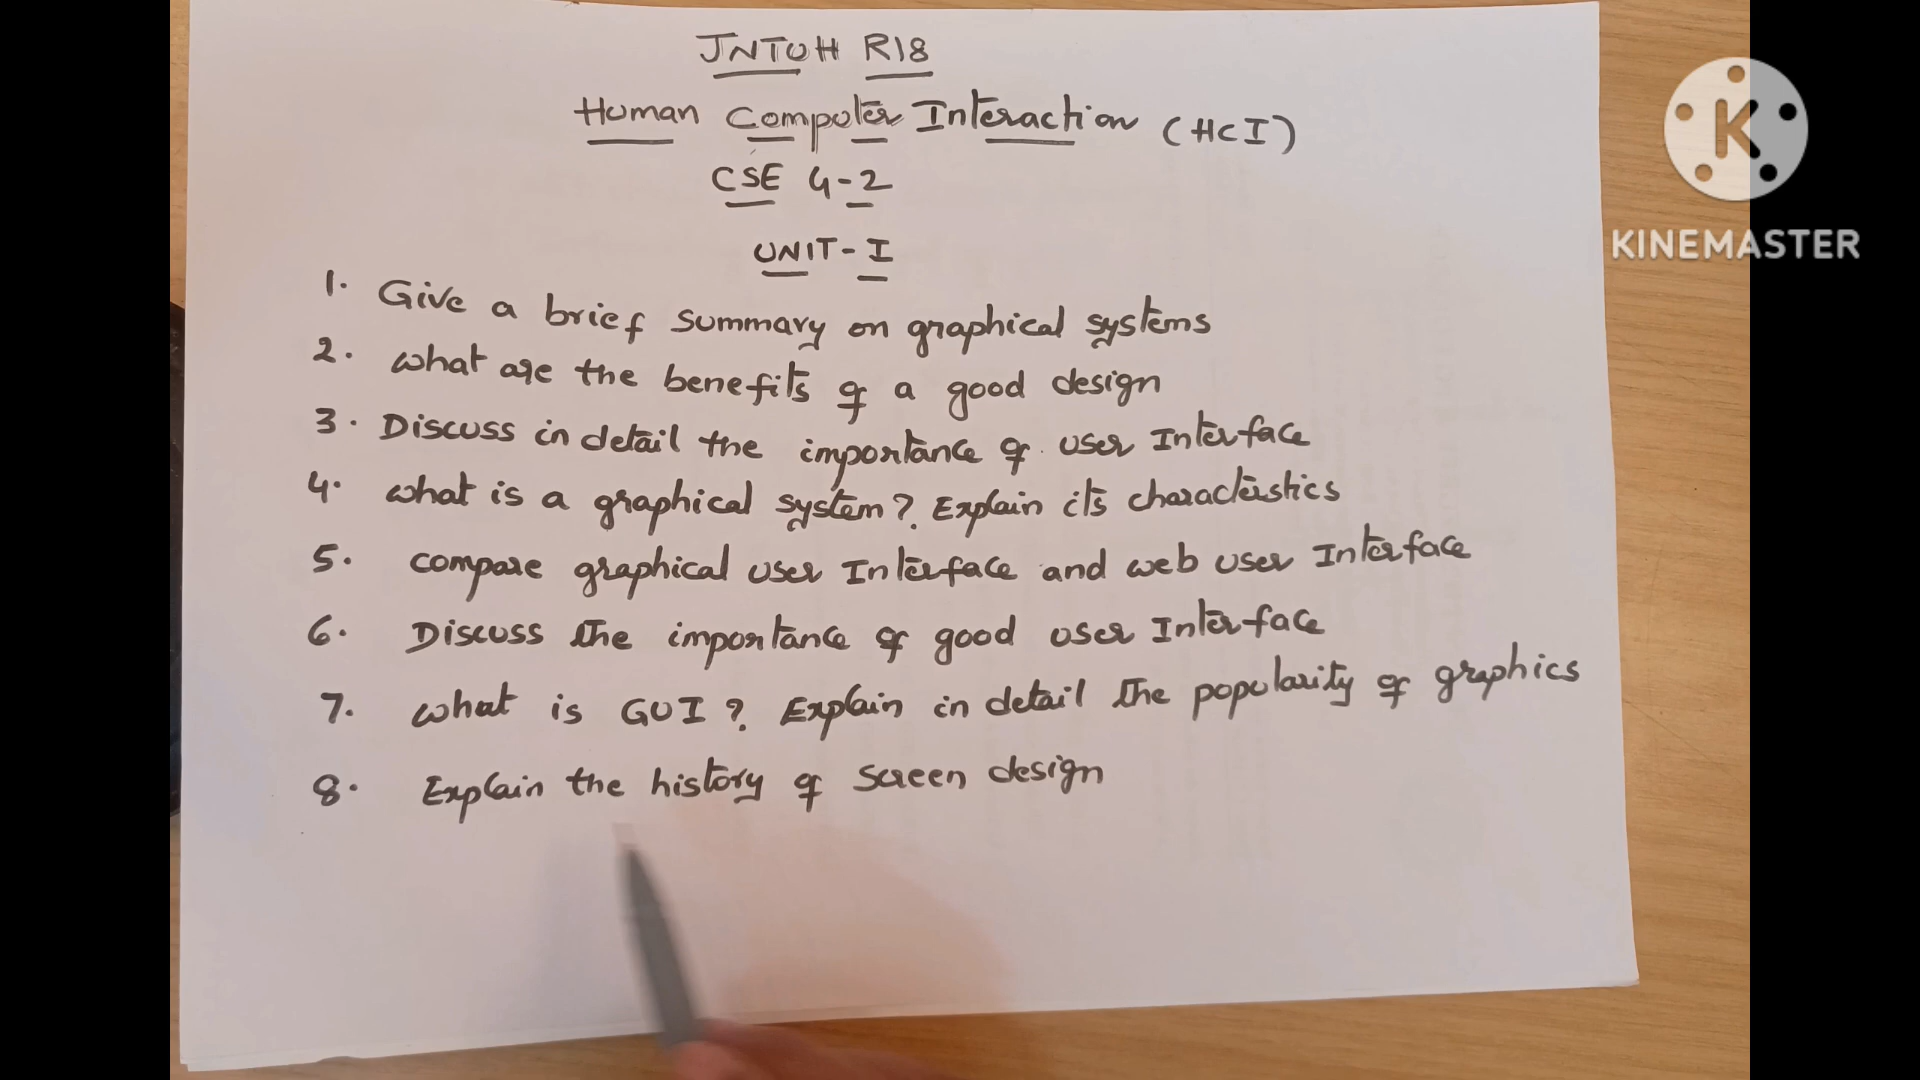 JNTUH R18
Human Computer Interaction (HCI)
CSE 4-2
UNIT-I
1. Give a brief summary on graphical systems
2. what are the benefits of a good design
3. Discuss in detail the importance of user Interface
4. what is a graphical system? Explain its characteristics
5. compare graphical user Interface and web user Interface
6. Discuss the importance of good user Interface
7. what is GUI? Explain in detail the popularity of graphics
8. Explain the history of screen design
K
KINEMASTER